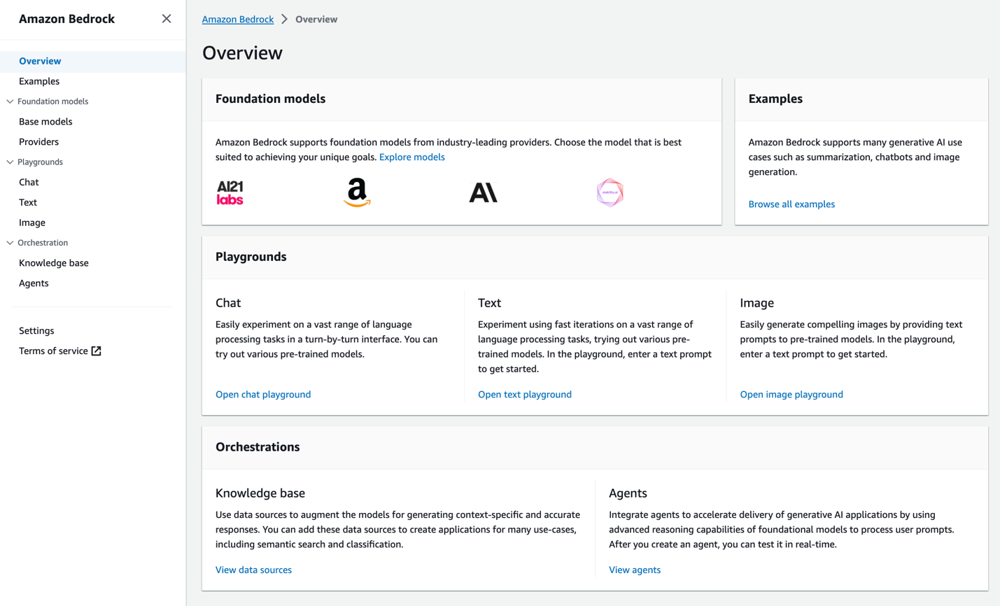 Amazon Bedrock
Overview
Examples
Foundation models
Base models
Providers
Playgrounds
Chat
Text
Image
Orchestration
Knowledge base
Agents
Settings
Terms of service
Amazon Bedrock > Overview
Overview
Foundation models
Amazon Bedrock supports foundation models from industry-leading providers. Choose the model that is best
suited to achieving your unique goals. Explore models
AI21
labs
a
A\
stability.ai
Examples
Amazon Bedrock supports many generative AI use
cases such as summarization, chatbots and image
generation.
Browse all examples
Playgrounds
Chat
Easily experiment on a vast range of language
processing tasks in a turn-by-turn interface. You can
try out various pre-trained models.
Open chat playground
Text
Experiment using fast iterations on a vast range of
language processing tasks, trying out various pre-
trained models. In the playground, enter a text prompt
to get started.
Open text playground
Image
Easily generate compelling images by providing text
prompts to pre-trained models. In the playground,
enter a text prompt to get started.
Open image playground
Orchestrations
Knowledge base
Use data sources to augment the models for generating context-specific and accurate
responses. You can add these data sources to create applications for many use-cases,
including semantic search and classification.
View data sources
Agents
Integrate agents to accelerate delivery of generative AI applications by using
advanced reasoning capabilities of foundational models to process user prompts.
After you create an agent, you can test it in real-time.
View agents